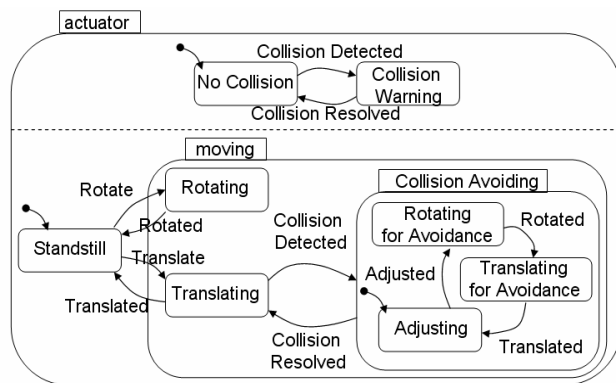 actuator
Collision Detected
No Collision
Collision
Warning
Collision Resolved
moving
Rotate
Rotating
Rotated
Standstill
Translate
Translated
Translating
Collision
Detected
Collision
Resolved
Collision Avoiding
Rotating
for Avoidance
Rotated
Adjusted
Translating
for Avoidance
Adjusting
Translated